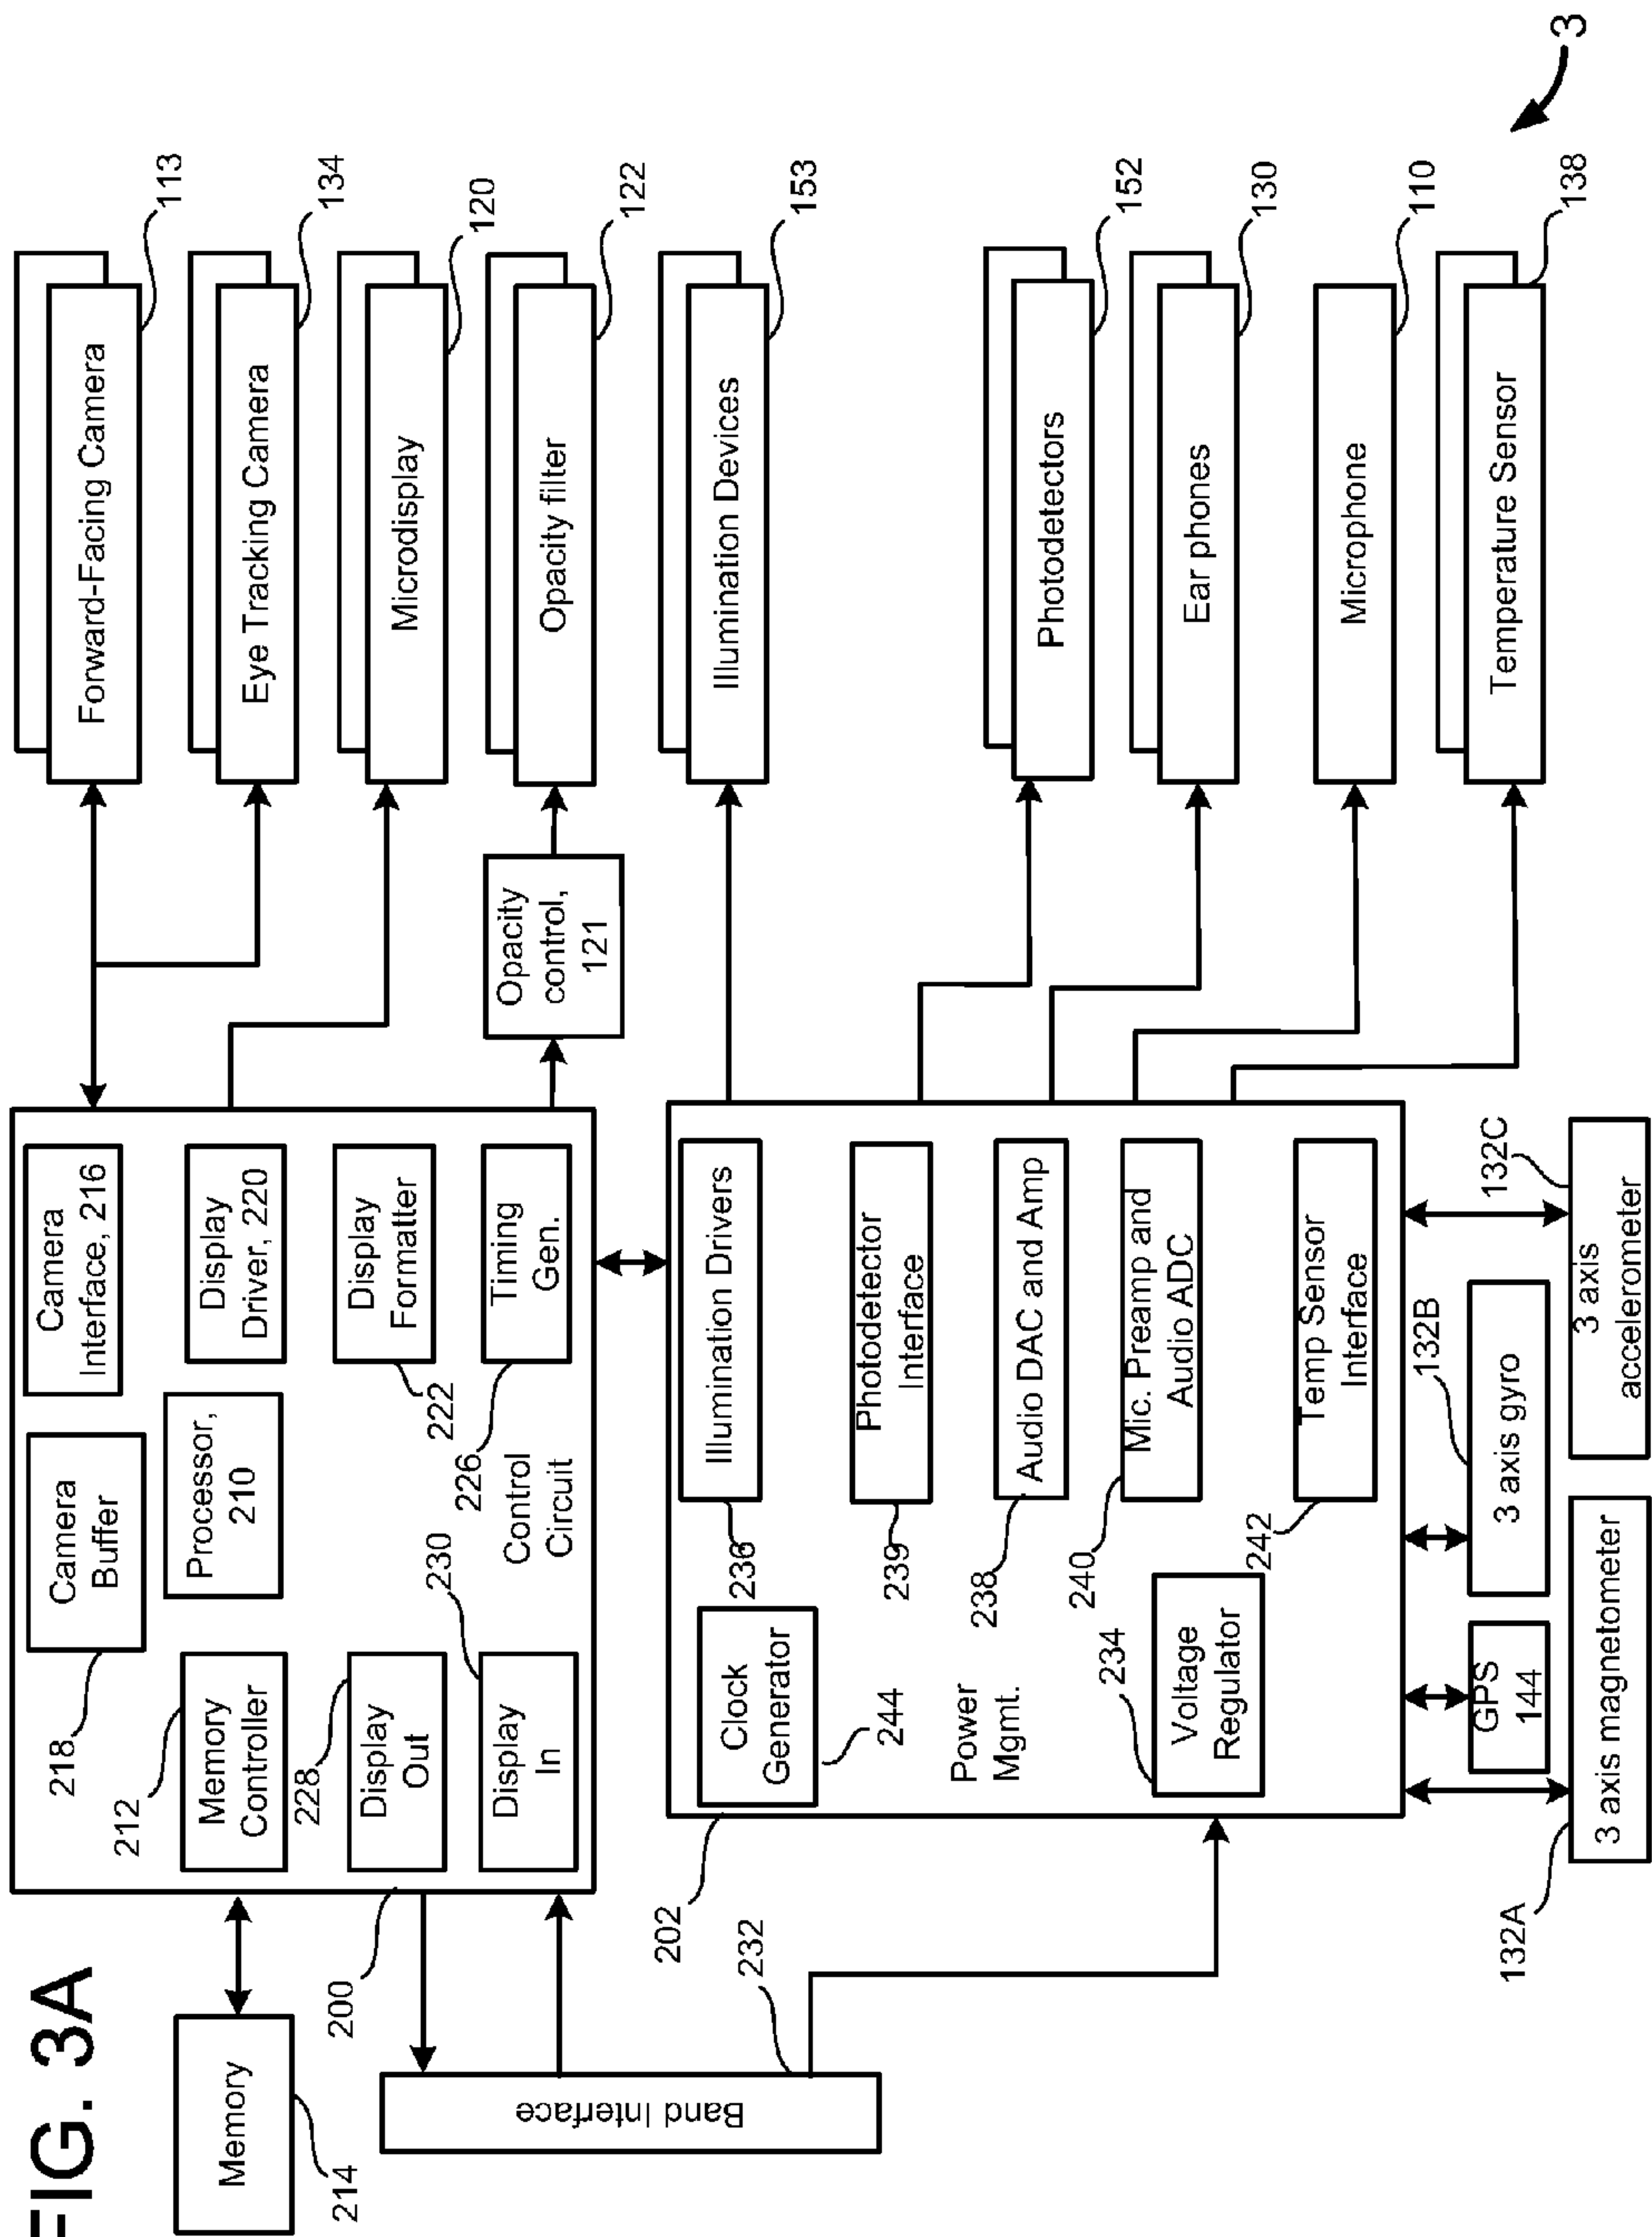 FIG. 3A
Memory
214
Band Interface
232
200
202
218
Camera
Buffer
Camera
Interface, 216
Processor,
210
212
Memory
Controller
Display
Driver, 220
228
Display
Out
Display
Formatter
222
230
Display
In
Timing
Gen.
226
Control
Circuit
Forward-Facing Camera
113
Eye Tracking Camera
134
Microdisplay
120
Opacity
control,
121
Opacity filter
122
Illumination Devices
153
Clock
Generator
244
Power
Mgmt.
234
Voltage
Regulator
Illumination Drivers
236
Photodetector
Interface
239
Audio DAC and Amp
238
Mic. Preamp and
Audio ADC
240
Temp Sensor
Interface
242
Photodetectors
152
Ear phones
130
Microphone
110
Temperature Sensor
138
132A
3 axis magnetometer
GPS
144
132B
3 axis gyro
132C
3 axis
accelerometer
3